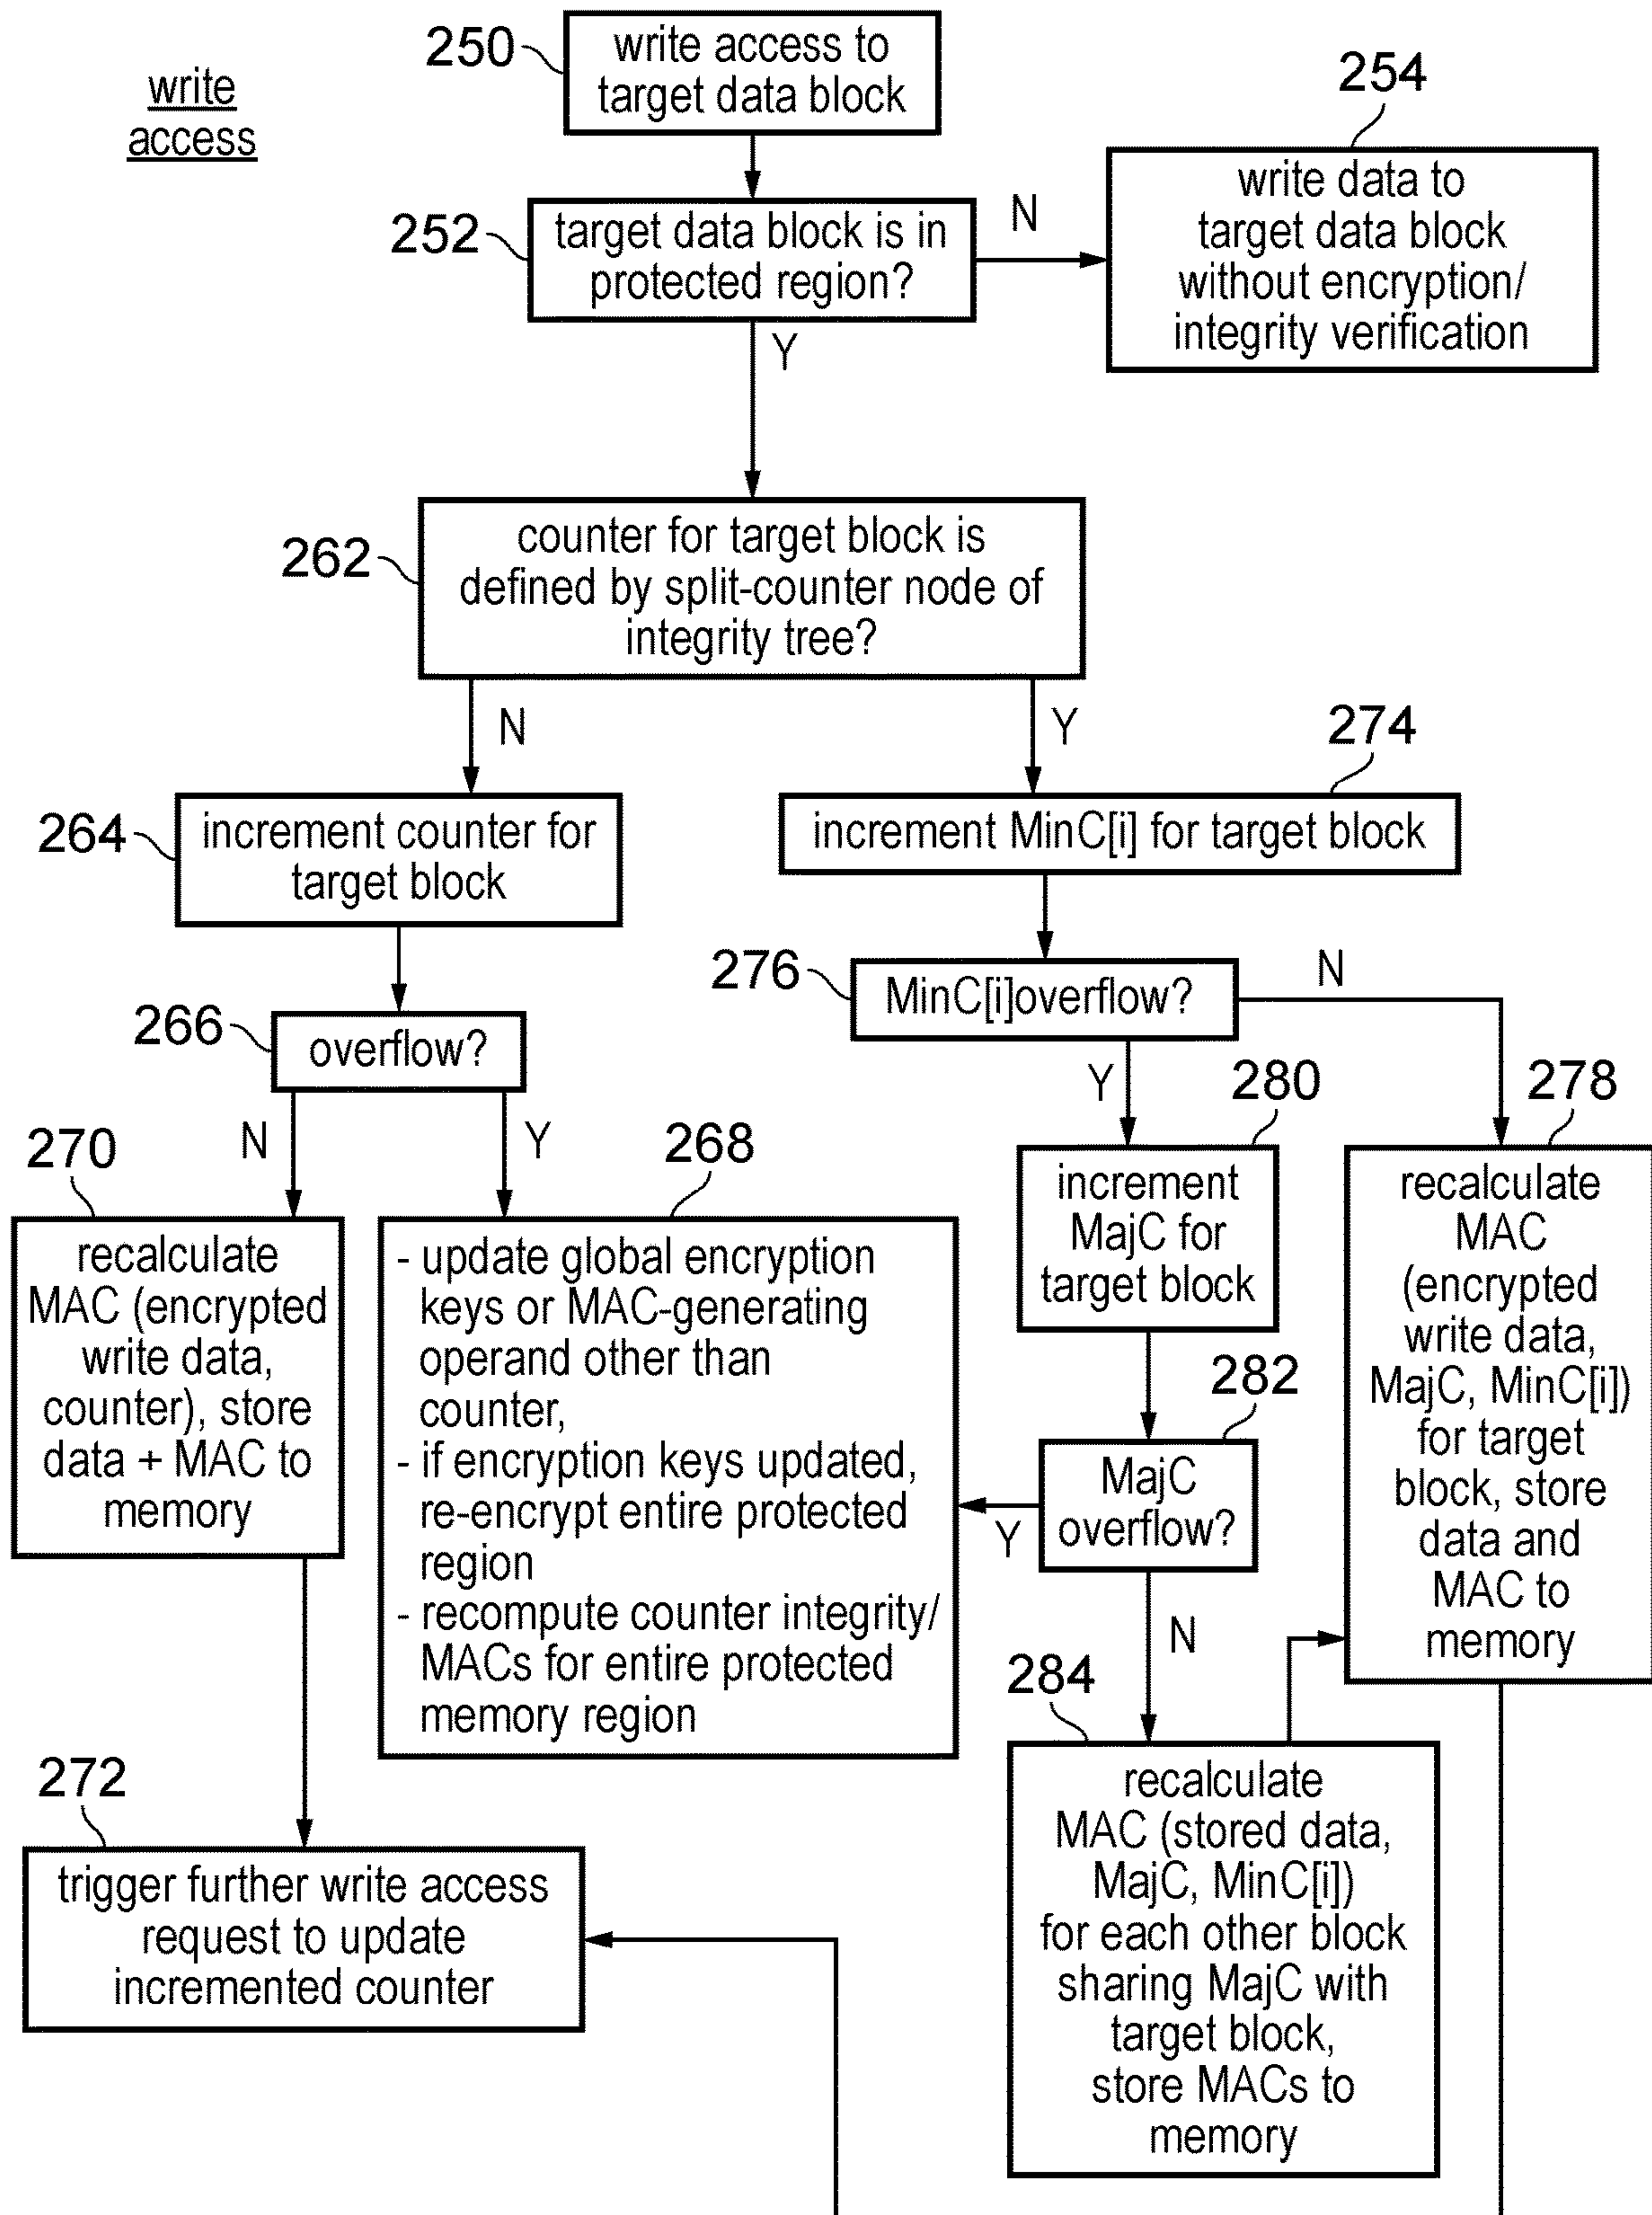 write
access
250
write access to
target data block
254
write data to
target data block
without encryption/
integrity verification
252
target data block is in
protected region?
N
Y
262
counter for target block is
defined by split-counter node of
integrity tree?
N
Y
264
increment counter for
target block
274
increment MinC[i] for target block
266
overflow?
276
MinC[i]overflow?
N
Y
N
Y
270
recalculate
MAC (encrypted
write data,
counter), store
data + MAC to
memory
268
- update global encryption
keys or MAC-generating
operand other than
counter,
- if encryption keys updated,
re-encrypt entire protected
region
- recompute counter integrity/
MACs for entire protected
memory region
280
increment
MajC for
target block
278
recalculate
MAC
(encrypted
write data,
MajC, MinC[i])
for target
block, store
data and
MAC to
memory
282
MajC
overflow?
Y
N
284
recalculate
MAC (stored data,
MajC, MinC[i])
for each other block
sharing MajC with
target block,
store MACs to
memory
272
trigger further write access
request to update
incremented counter